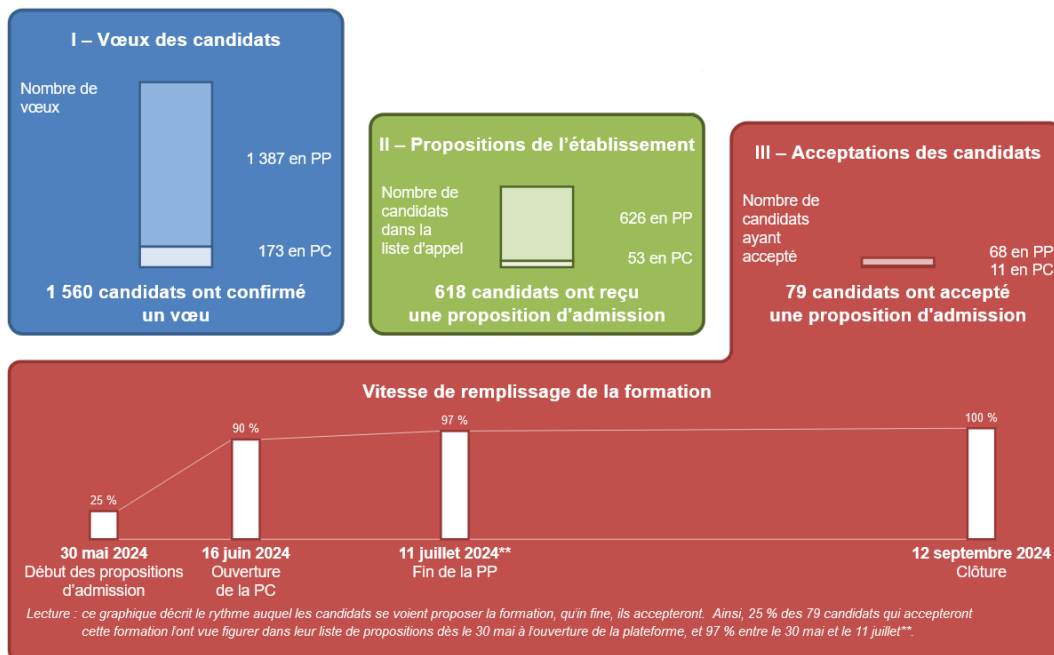 I – Vœux des candidats
Nombre de
vœux
1 387 en PP
173 en PC
1 560 candidats ont confirmé
un vœu
II – Propositions de l'établissement
Nombre de
candidats
dans la
liste d'appel
626 en PP
53 en PC
618 candidats ont reçu
une proposition d'admission
III – Acceptations des candidats
Nombre de
candidats
ayant
accepté
68 en PP
11 en PC
79 candidats ont accepté
une proposition d'admission
Vitesse de remplissage de la formation
25 %
90 %
97 %
100 %
30 mai 2024
Début des propositions
d'admission
16 juin 2024
Ouverture
de la PC
11 juillet 2024**
Fin de la PP
12 septembre 2024
Clôture
Lecture : ce graphique décrit le rythme auquel les candidats se voient proposer la formation, qu'in fine, ils accepteront. Ainsi, 25 % des 79 candidats qui accepteront
cette formation l'ont vue figurer dans leur liste de propositions dès le 30 mai à l'ouverture de la plateforme, et 97 % entre le 30 mai et le 11 juillet**.